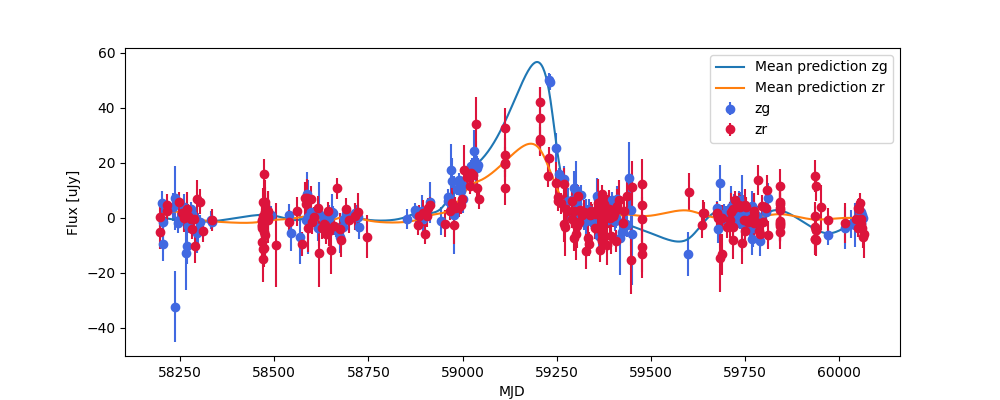 60
40
20
0
−20
−40
Flux [uJy]
58250
58500
58750
59000
59250
59500
59750
60000
MJD
Mean prediction zg
Mean prediction zr
zg
zr